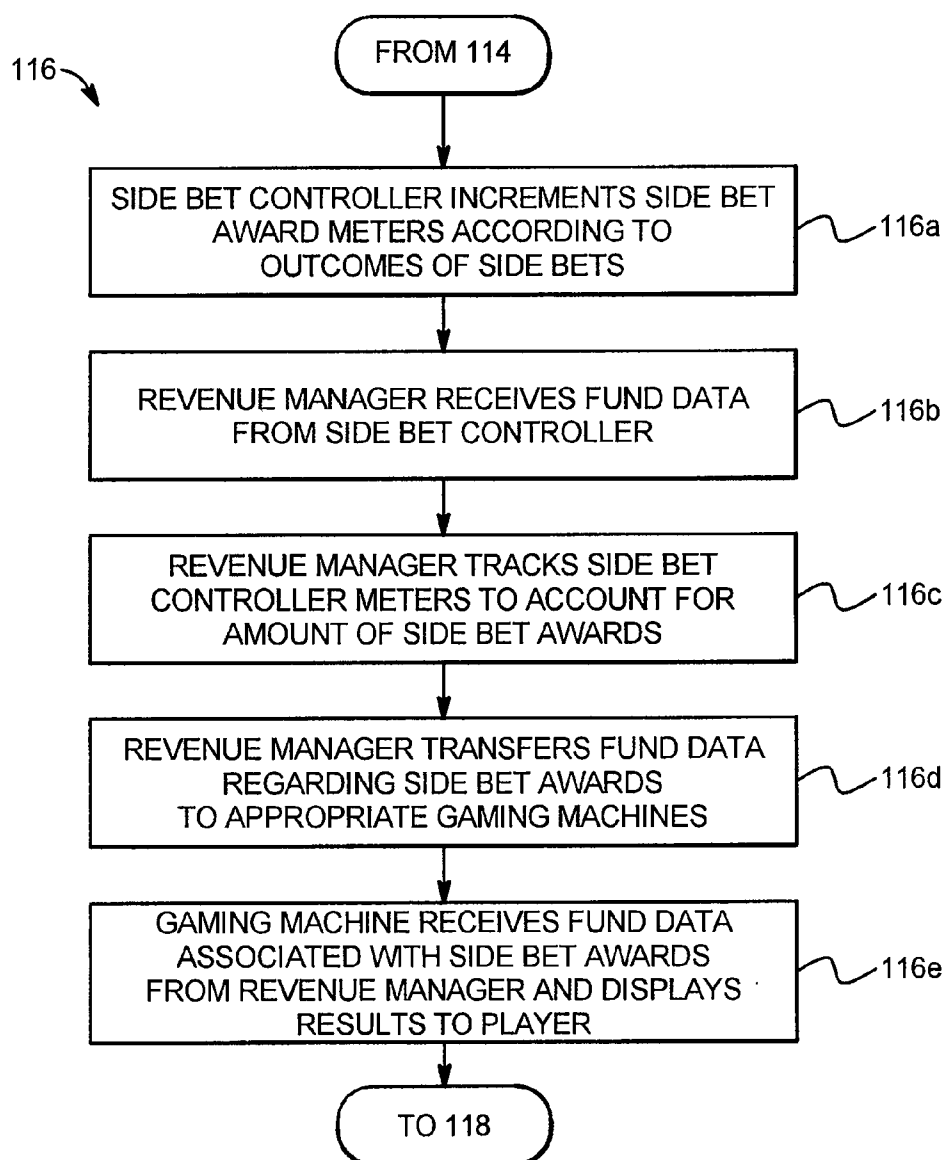 FROM 114
116
SIDE BET CONTROLLER INCREMENTS SIDE BET
AWARD METERS ACCORDING TO
OUTCOMES OF SIDE BETS
116a
REVENUE MANAGER RECEIVES FUND DATA
FROM SIDE BET CONTROLLER
116b
REVENUE MANAGER TRACKS SIDE BET
CONTROLLER METERS TO ACCOUNT FOR
AMOUNT OF SIDE BET AWARDS
116c
REVENUE MANAGER TRANSFERS FUND DATA
REGARDING SIDE BET AWARDS
TO APPROPRIATE GAMING MACHINES
116d
GAMING MACHINE RECEIVES FUND DATA
ASSOCIATED WITH SIDE BET AWARDS
FROM REVENUE MANAGER AND DISPLAYS
RESULTS TO PLAYER
116e
TO 118